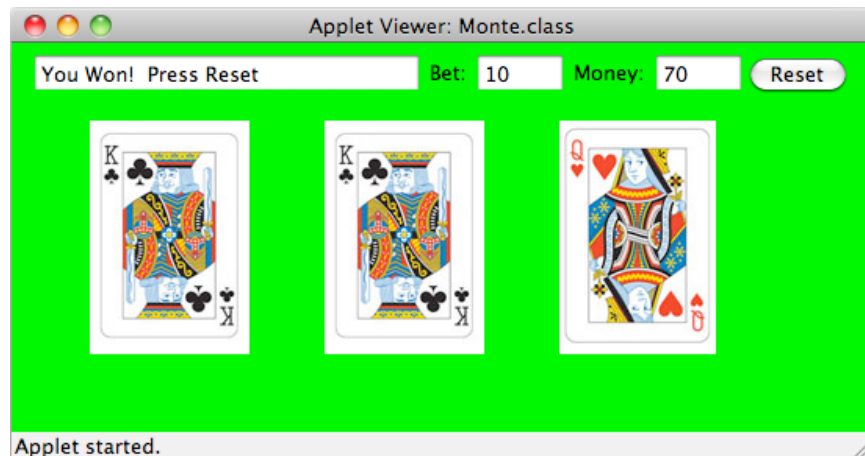 Applet Viewer: Monte.class
You Won!  Press Reset Bet: 10 Money: 70 Reset
K K Q
K K Q
Applet started.